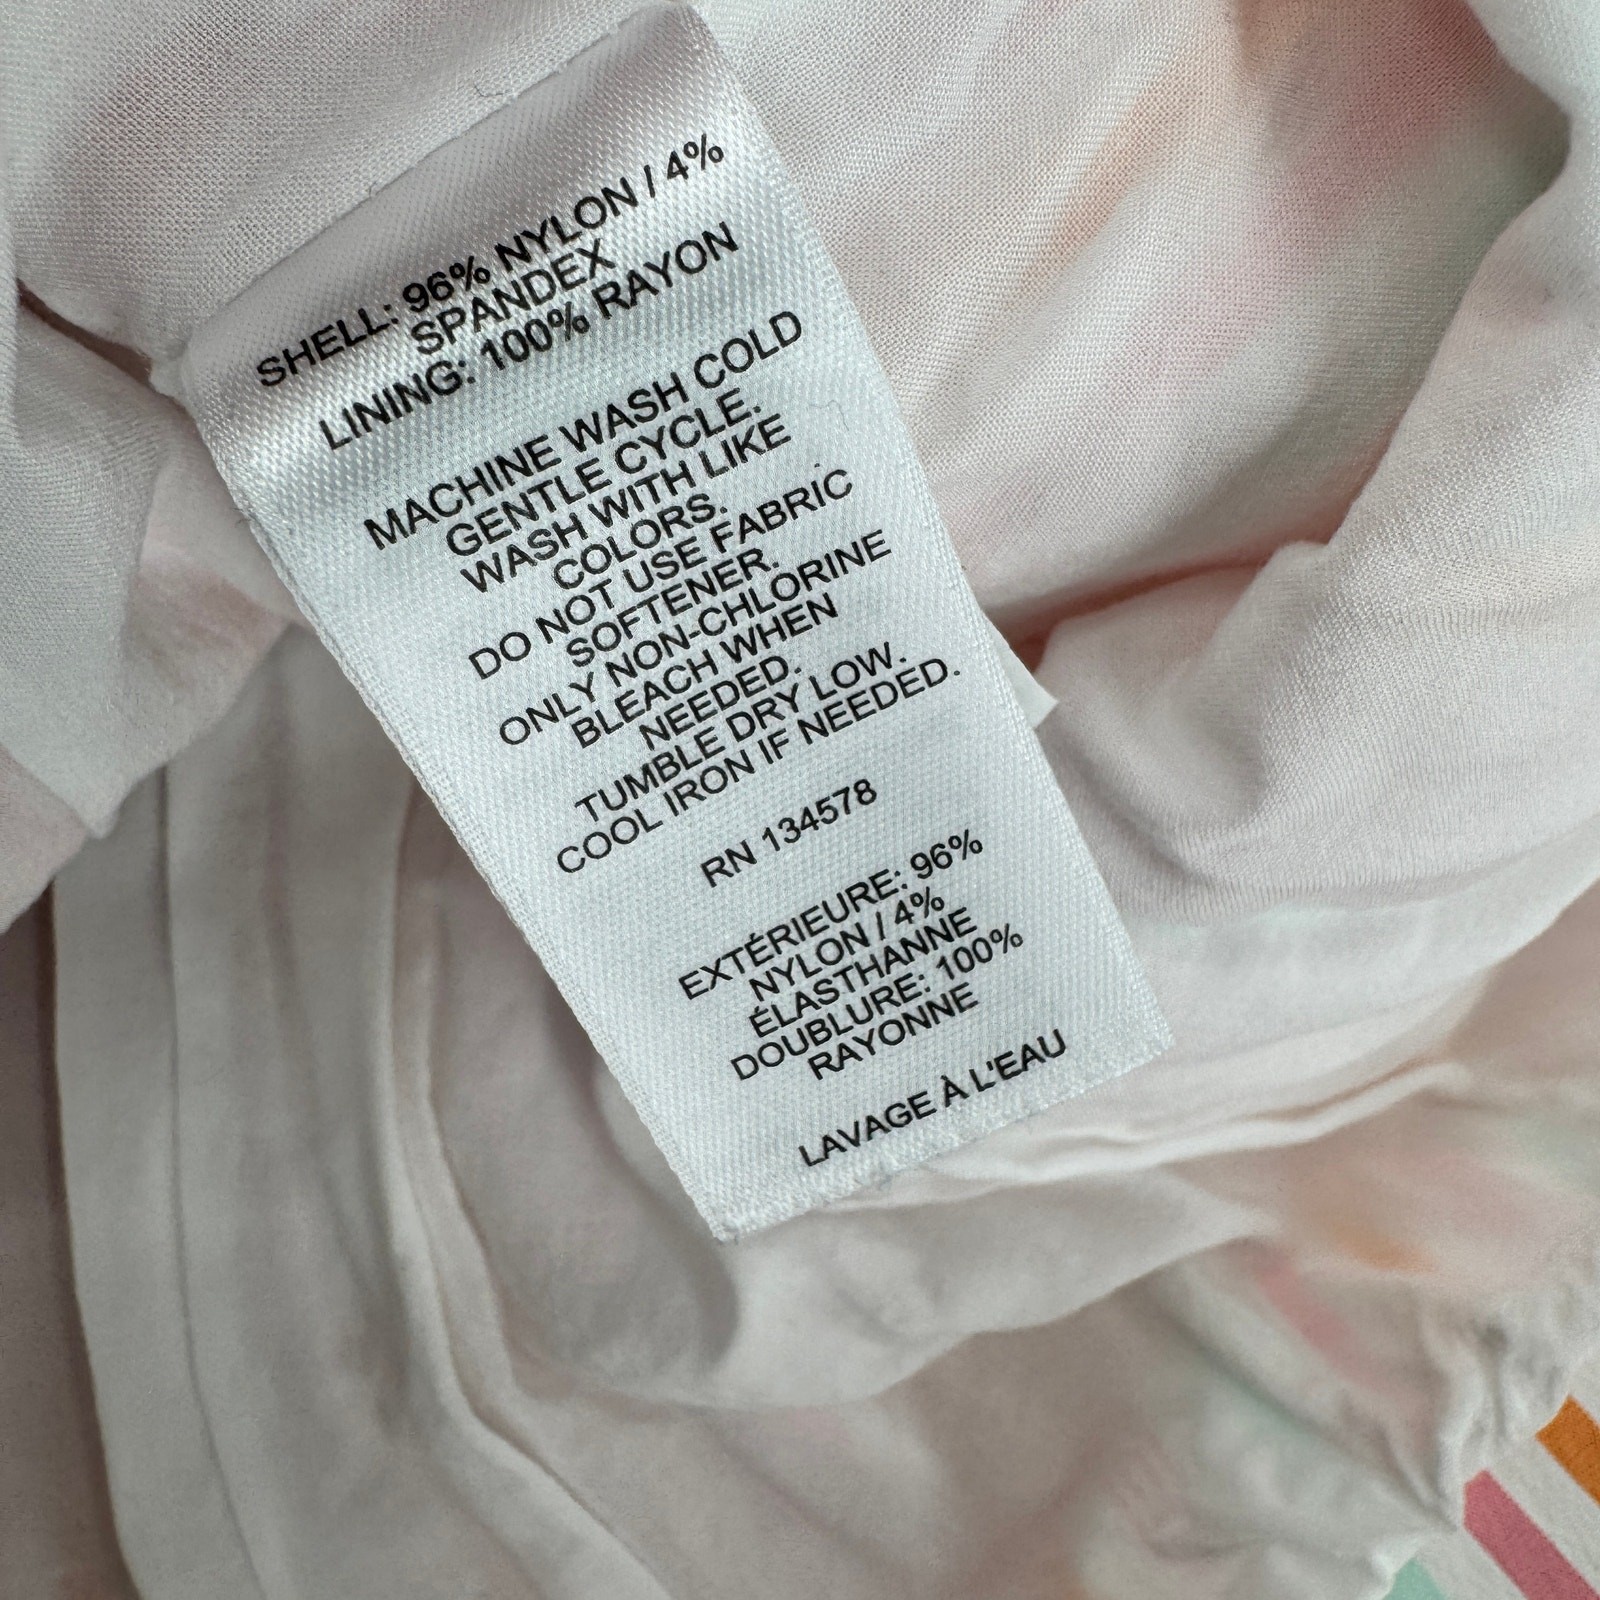 SHELL: 96% NYLON / 4%
SPANDEX
LINING: 100% RAYON
MACHINE WASH COLD
GENTLE CYCLE.
WASH WITH LIKE
COLORS.
DO NOT USE FABRIC
SOFTENER.
ONLY NON-CHLORINE
BLEACH WHEN
NEEDED.
TUMBLE DRY LOW.
COOL IRON IF NEEDED.
RN 134578
EXTÉRIEURE: 96%
NYLON / 4%
ÉLASTHANNE
DOUBLURE: 100%
RAYONNE
LAVAGE À L'EAU